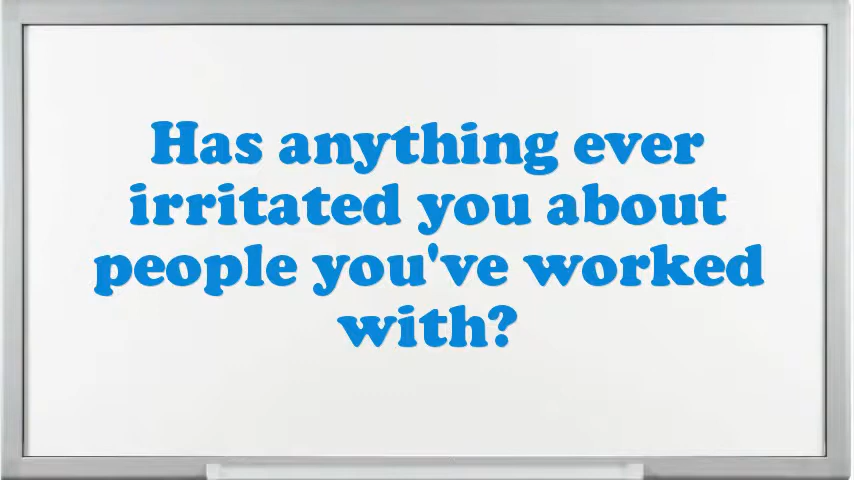 Has anything ever
irritated you about
people you've worked
with?